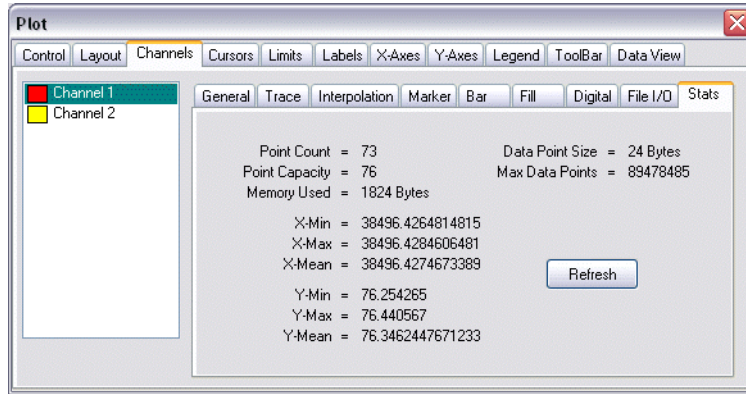 Plot
Control Layout Channels Cursors Limits Labels X-Axes Y-Axes Legend ToolBar Data View
Channel 1
Channel 2
General Trace Interpolation Marker Bar Fill Digital File I/O Stats
Point Count = 73 Data Point Size = 24 Bytes
Point Capacity = 76 Max Data Points = 89478485
Memory Used = 1824 Bytes
X-Min = 38496.4264814815
X-Max = 38496.4284606481
X-Mean = 38496.4274673389
Refresh
Y-Min = 76.254265
Y-Max = 76.440567
Y-Mean = 76.3462447671233